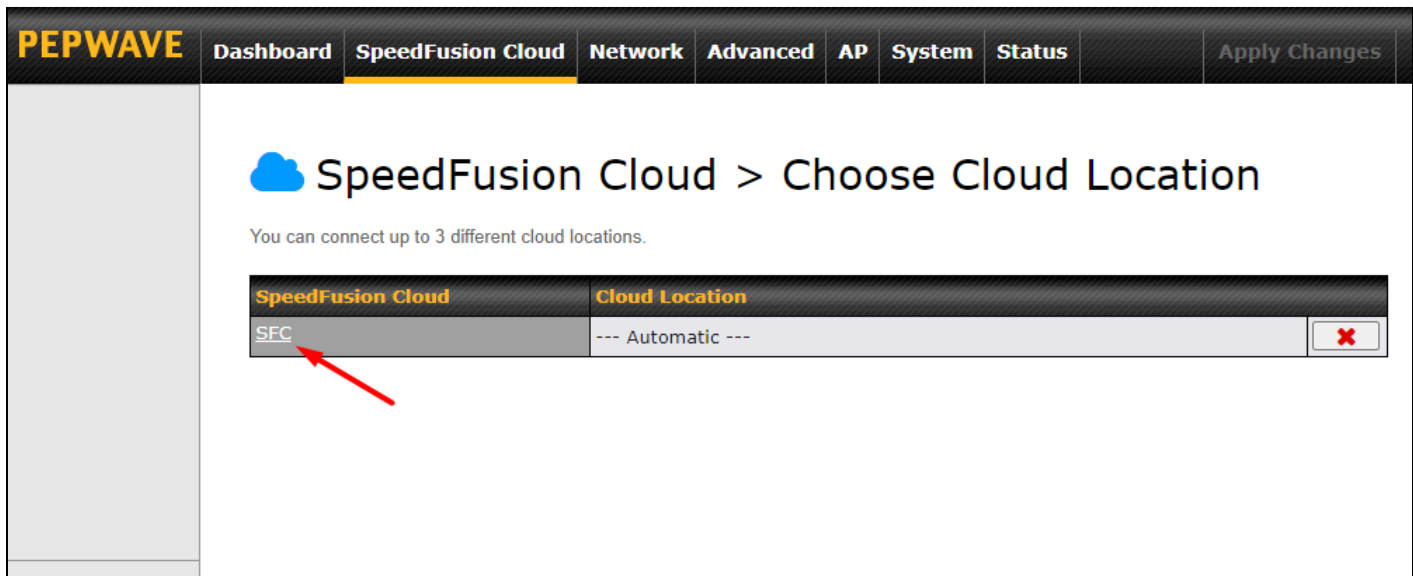 PEPWAVE Dashboard SpeedFusion Cloud Network Advanced AP System Status Apply Changes
SpeedFusion Cloud > Choose Cloud Location
You can connect up to 3 different cloud locations.
SpeedFusion Cloud Cloud Location
SFC --- Automatic ---